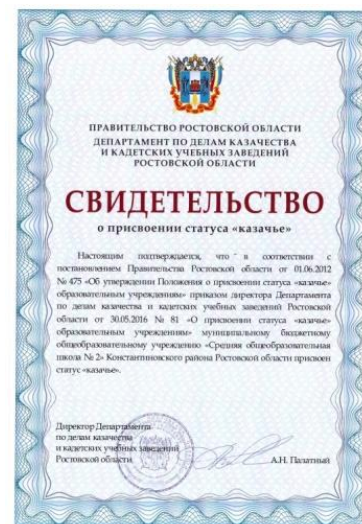 ПРАВИТЕЛЬСТВО РОСТОВСКОЙ ОБЛАСТИ
ДЕПАРТАМЕНТ ПО ДЕЛАМ КАЗАЧЕСТВА
И КАДЕТСКИХ УЧЕБНЫХ ЗАВЕДЕНИЙ
РОСТОВСКОЙ ОБЛАСТИ
СВИДЕТЕЛЬСТВО
о присвоении статуса «казачье»
Настоящим подтверждается, что в соответствии с
постановлением Правительства Ростовской области от 01.06.2012
№ 475 «Об утверждении Положения о присвоении статуса «казачье»
образовательным учреждениям» приказом директора Департамента
по делам казачества и кадетских учебных заведений Ростовской
области от 30.05.2016 № 81 «О присвоении статуса «казачье»
образовательным учреждениям» муниципальному бюджетному
общеобразовательному учреждению «Средняя общеобразовательная
школа № 2» Константиновского района Ростовской области присвоен
статус «казачье».
Директор Департамента
по делам казачества
и кадетских учебных заведений
Ростовской области А.Н. Палатный